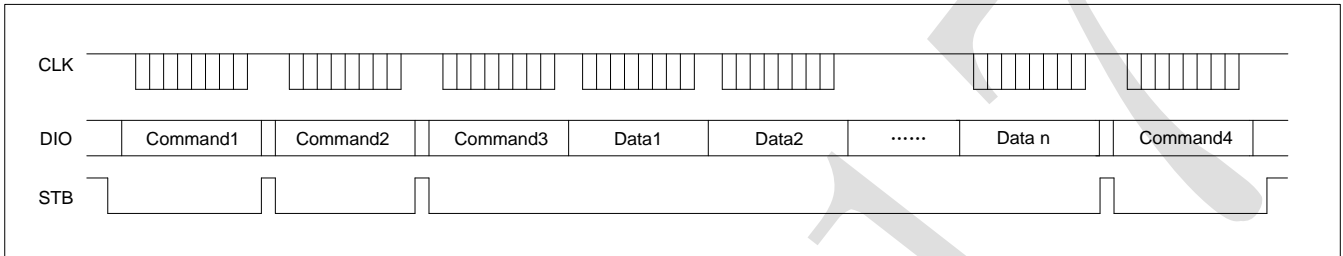 CLK
DIO Command1 Command2 Command3 Data1 Data2 …… Data n Command4
STB